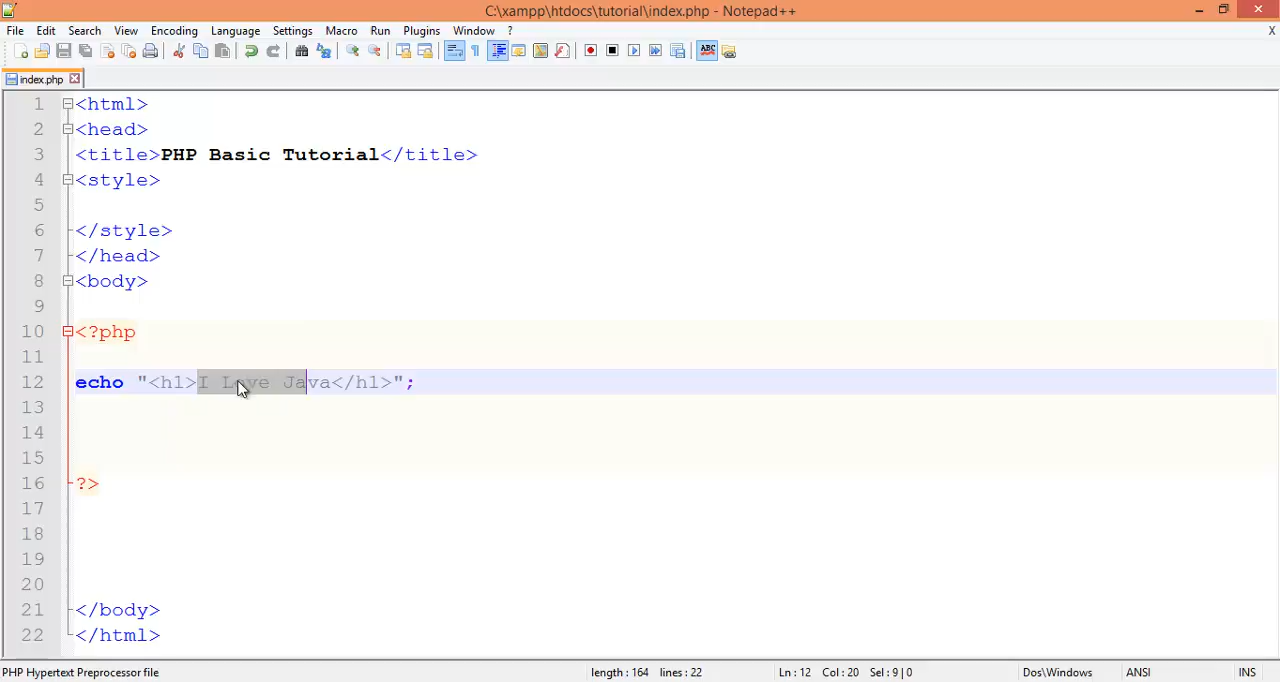 C:\xampp\htdocs\tutorial\index.php - Notepad++
File Edit Search View Encoding Language Settings Macro Run Plugins Window ? X
ABC
index.php
1 <html>
2 <head>
3 <title>PHP Basic Tutorial</title>
4 <style>
5
6 </style>
7 </head>
8 <body>
9
10 <?php
11
12 echo "<h1>I Love Java</h1>";
13
14
15
16 ?>
17
18
19
20
21 </body>
22 </html>
PHP Hypertext Preprocessor file length : 164 lines : 22 Ln : 12 Col : 20 Sel : 9 | 0 Dos\Windows ANSI INS